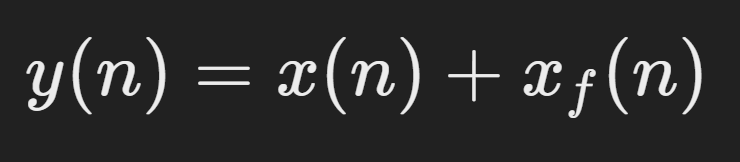 y(n) = x(n) + x_f(n)